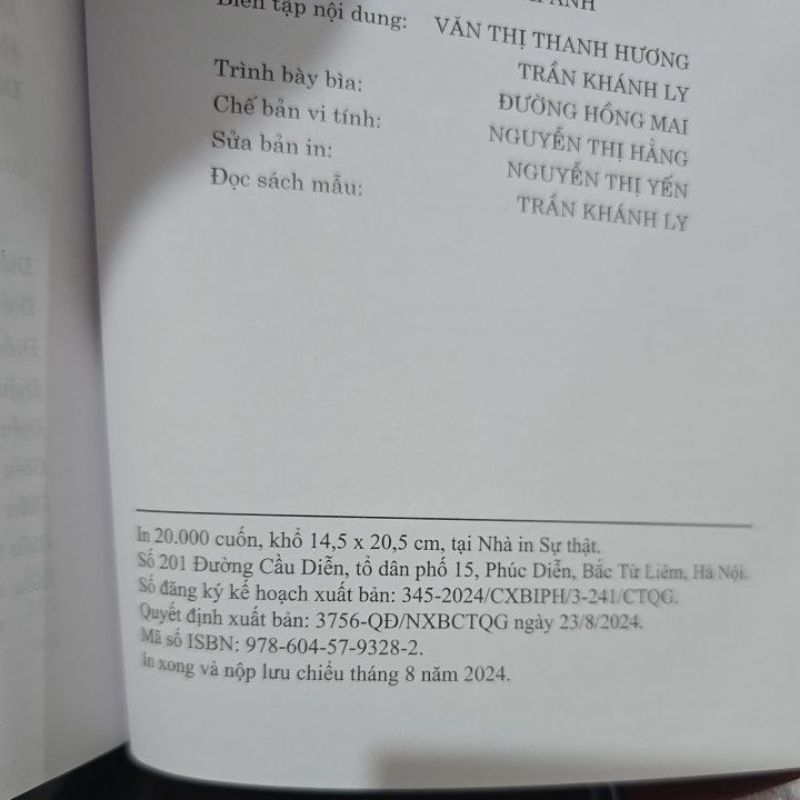 Biên tập nội dung: VĂN THỊ THANH HƯƠNG
TRẦN KHÁNH LY
Trình bày bìa: ĐƯỜNG HỒNG MAI
Chế bản vi tính: NGUYỄN THỊ HẰNG
Sửa bản in: NGUYỄN THỊ YẾN
Đọc sách mẫu: TRẦN KHÁNH LY
In 20.000 cuốn, khổ 14,5 x 20,5 cm, tại Nhà in Sự thật.
Số 201 Đường Cầu Diễn, tổ dân phố 15, Phúc Diễn, Bắc Từ Liêm, Hà Nội.
Số đăng ký kế hoạch xuất bản: 345-2024/CXBIPH/3-241/CTQG.
Quyết định xuất bản: 3756-QĐ/NXBCTQG ngày 23/8/2024.
Mã số ISBN: 978-604-57-9328-2.
In xong và nộp lưu chiểu tháng 8 năm 2024.